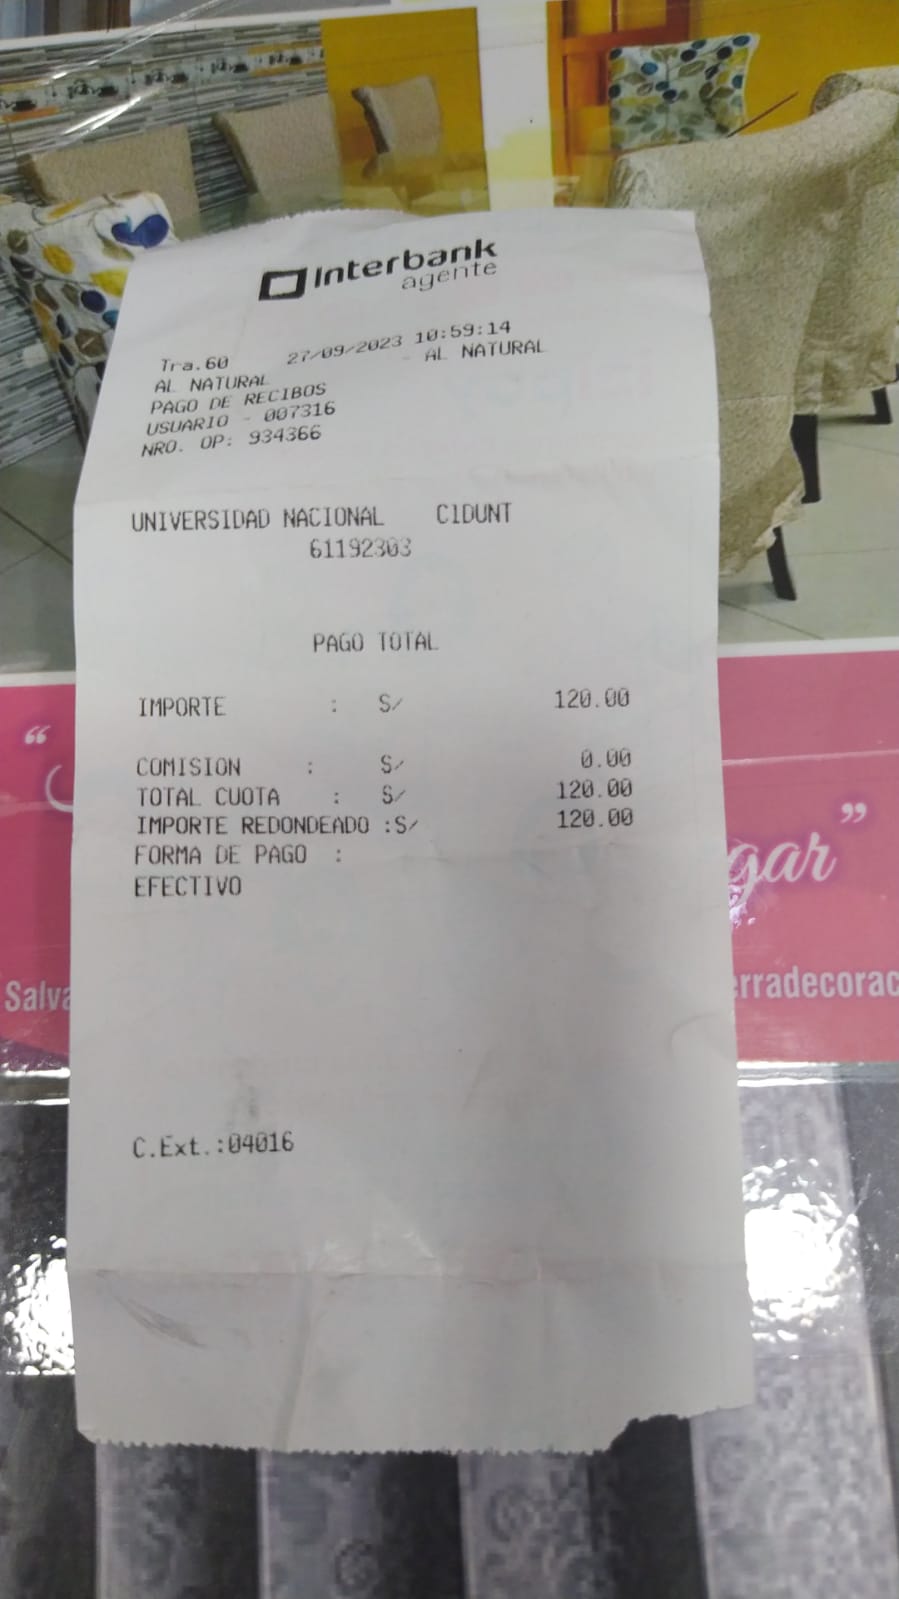 Interbank
agente
Tra.60 27/09/2023 10:59:14
AL NATURAL - AL NATURAL
PAGO DE RECIBOS
USUARIO - 007316
NRO. OP: 934366
UNIVERSIDAD NACIONAL C1DUNT
61192303
PAGO TOTAL
IMPORTE : S/ 120.00
COMISION : S/ 0.00
TOTAL CUOTA : S/ 120.00
IMPORTE REDONDEADO :S/ 120.00
FORMA DE PAGO :
EFECTIVO
C.Ext.:04016